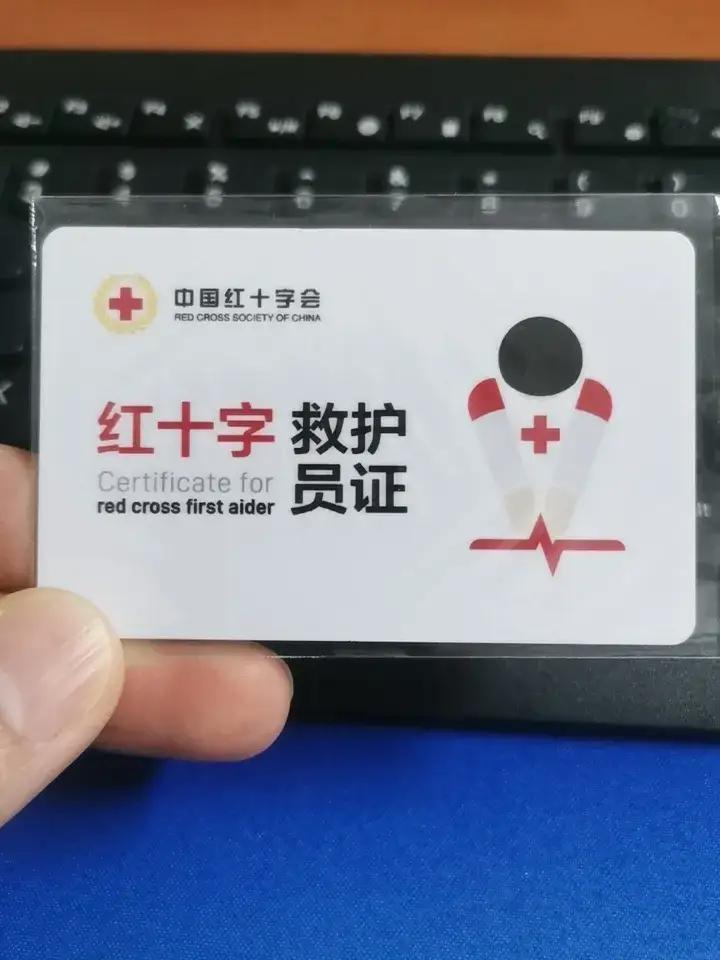 中国红十字会
RED CROSS SOCIETY OF CHINA
红十字 救护
Certificate for
red cross first aider
员证